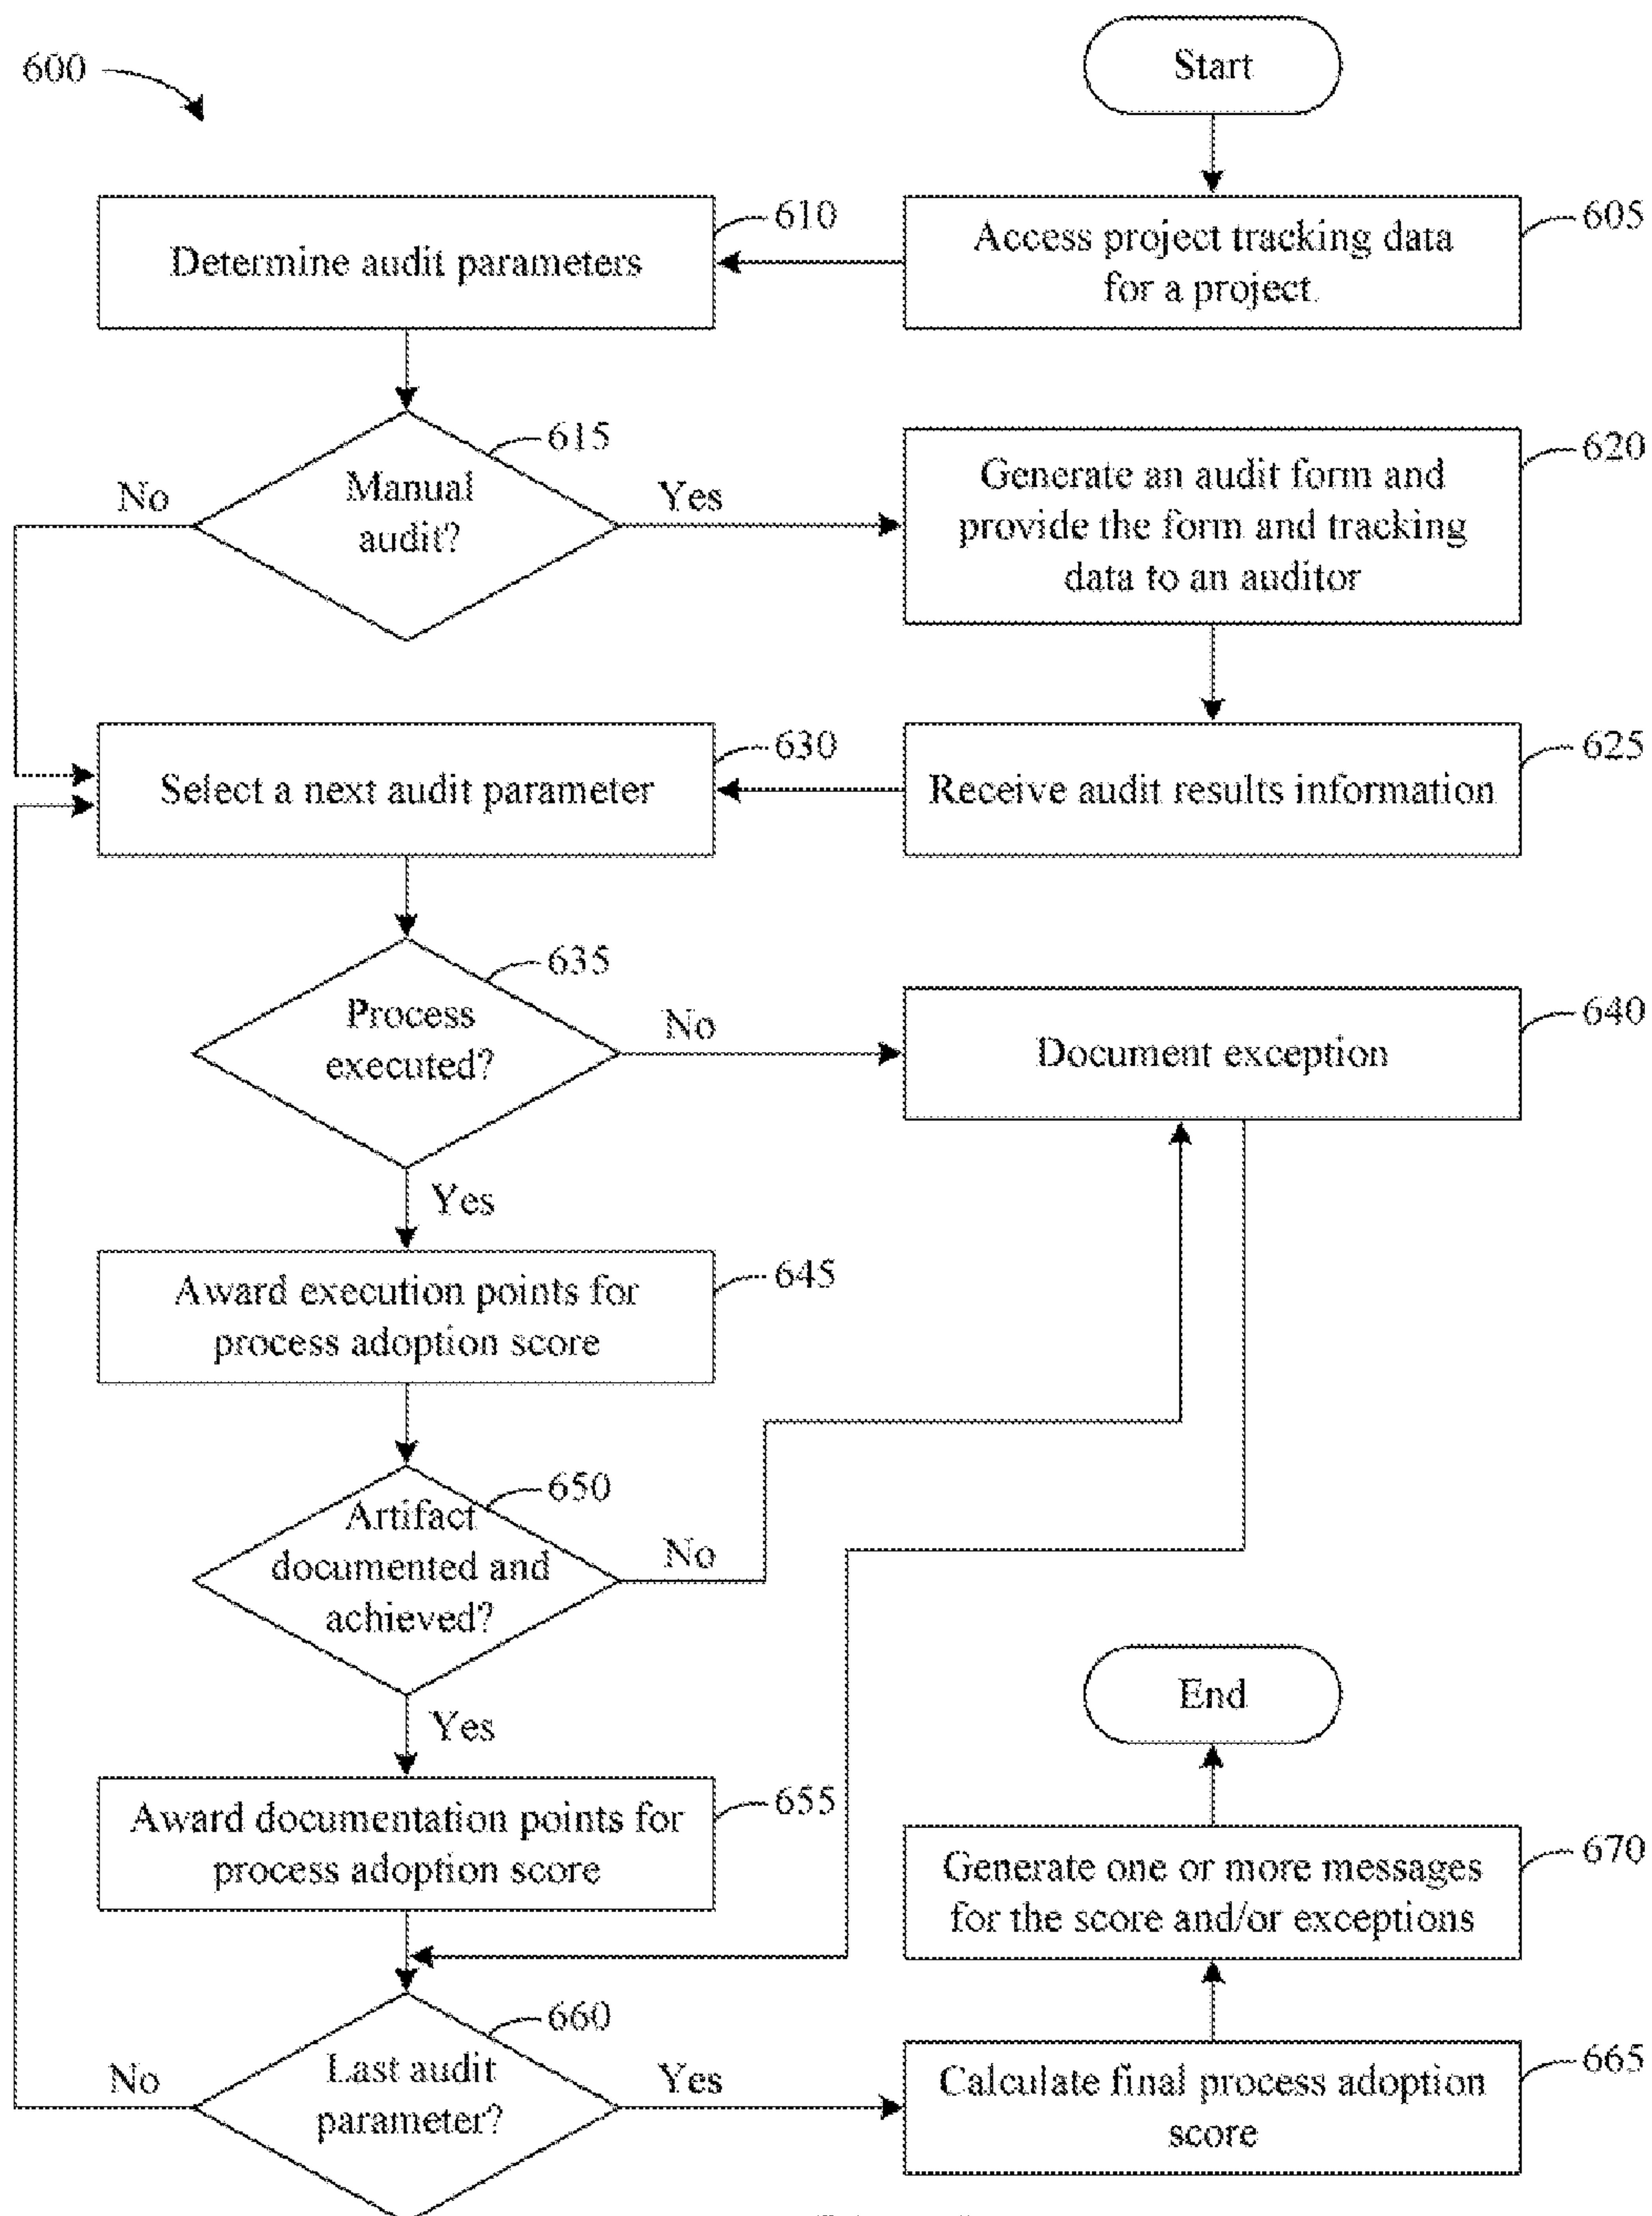 600
Start
605
Access project tracking data
for a project.
610
Determine audit parameters
615
Manual
audit?
No
Yes
620
Generate an audit form and
provide the form and tracking
data to an auditor
625
Receive audit results information
630
Select a next audit parameter
635
Process
executed?
No
640
Document exception
Yes
645
Award execution points for
process adoption score
650
Artifact
documented and
achieved?
No
Yes
655
Award documentation points for
process adoption score
660
Last audit
parameter?
No
Yes
665
Calculate final process adoption
score
670
Generate one or more messages
for the score and/or exceptions
End